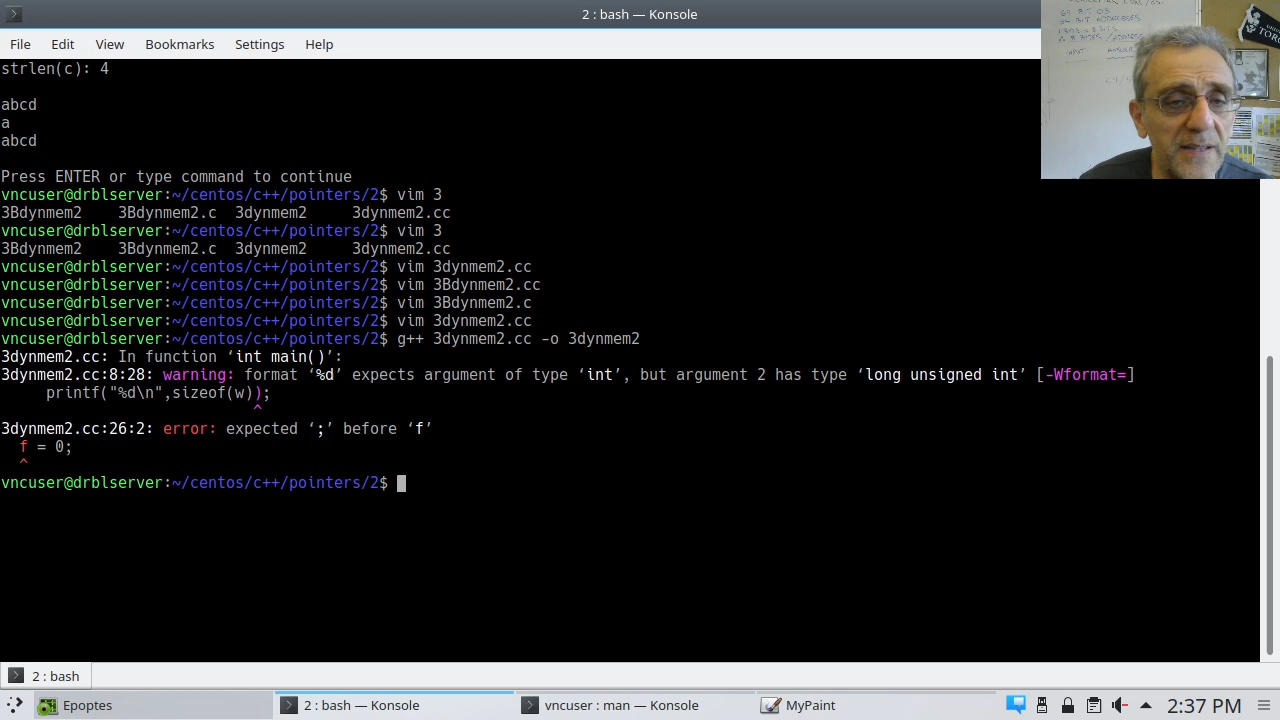 2 : bash — Konsole
File Edit View Bookmarks Settings Help
strlen(c): 4
abcd
a
abcd
Press ENTER or type command to continue
vncuser@drblserver:~/centos/c++/pointers/2$ vim 3
3Bdynmem2 3Bdynmem2.c 3dynmem2 3dynmem2.cc
vncuser@drblserver:~/centos/c++/pointers/2$ vim 3
3Bdynmem2 3Bdynmem2.c 3dynmem2 3dynmem2.cc
vncuser@drblserver:~/centos/c++/pointers/2$ vim 3dynmem2.cc
vncuser@drblserver:~/centos/c++/pointers/2$ vim 3Bdynmem2.cc
vncuser@drblserver:~/centos/c++/pointers/2$ vim 3Bdynmem2.c
vncuser@drblserver:~/centos/c++/pointers/2$ vim 3dynmem2.cc
vncuser@drblserver:~/centos/c++/pointers/2$ g++ 3dynmem2.cc -o 3dynmem2
3dynmem2.cc: In function ‘int main()’:
3dynmem2.cc:8:28: warning: format ‘%d’ expects argument of type ‘int’, but argument 2 has type ‘long unsigned int’ [-Wformat=]
printf("%d\n",sizeof(w));
^
3dynmem2.cc:26:2: error: expected ‘;’ before ‘f’
f = 0;
^
vncuser@drblserver:~/centos/c++/pointers/2$
64 BIT OS
64 BIT ADDRESSES
2 : bash
Epoptes
2 : bash — Konsole
vncuser : man — Konsole
MyPaint
2:37 PM